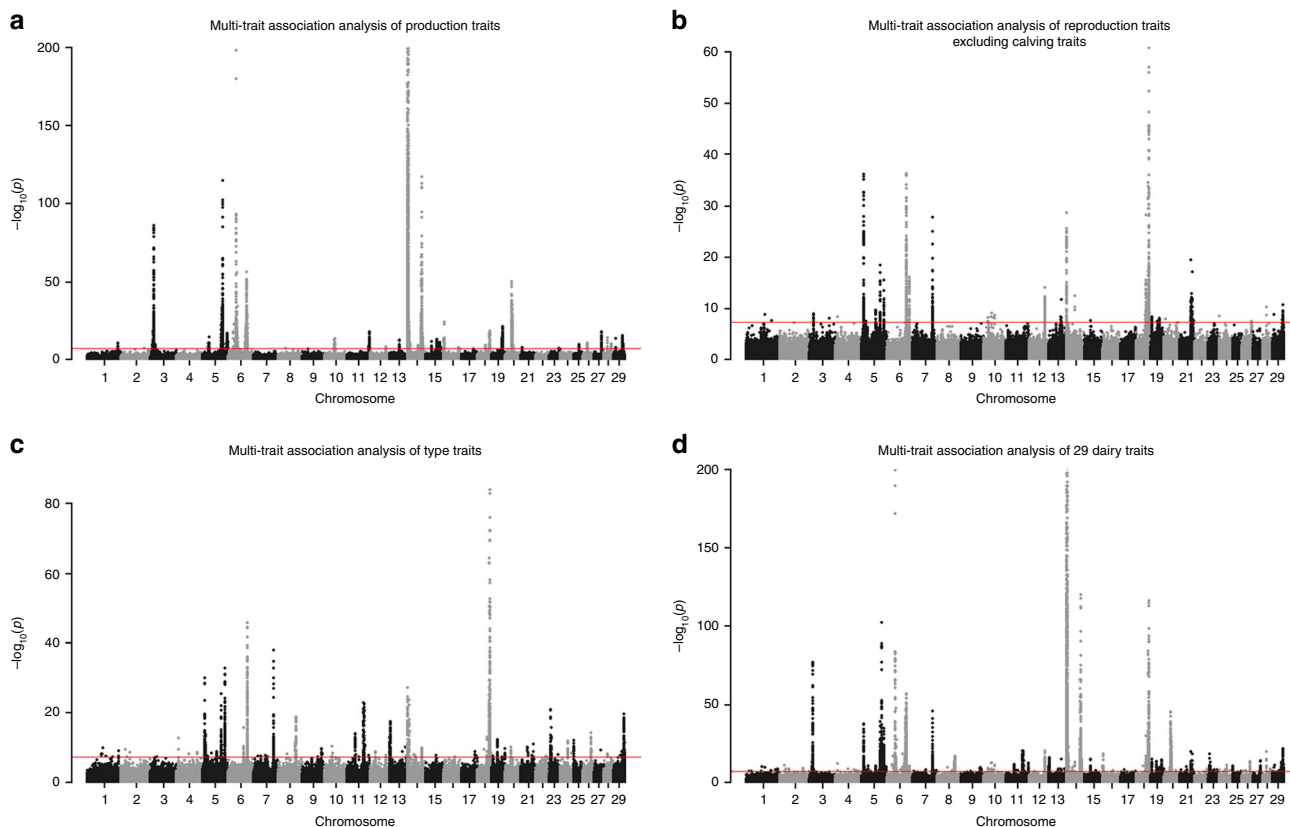 a
Multi-trait association analysis of production traits
200
150
100
50
0
–log10(p)
1 2 3 4 5 6 7 8 9 10 11 12 13 15 17 19 21 23 25 27 29
Chromosome
b
Multi-trait association analysis of reproduction traits
excluding calving traits
60
50
40
30
20
10
0
–log10(p)
1 2 3 4 5 6 7 8 9 10 11 12 13 15 17 19 21 23 25 27 29
Chromosome
c
Multi-trait association analysis of type traits
80
60
40
20
0
–log10(p)
1 2 3 4 5 6 7 8 9 10 11 12 13 15 17 19 21 23 25 27 29
Chromosome
d
Multi-trait association analysis of 29 dairy traits
200
150
100
50
0
–log10(p)
1 2 3 4 5 6 7 8 9 10 11 12 13 15 17 19 21 23 25 27 29
Chromosome